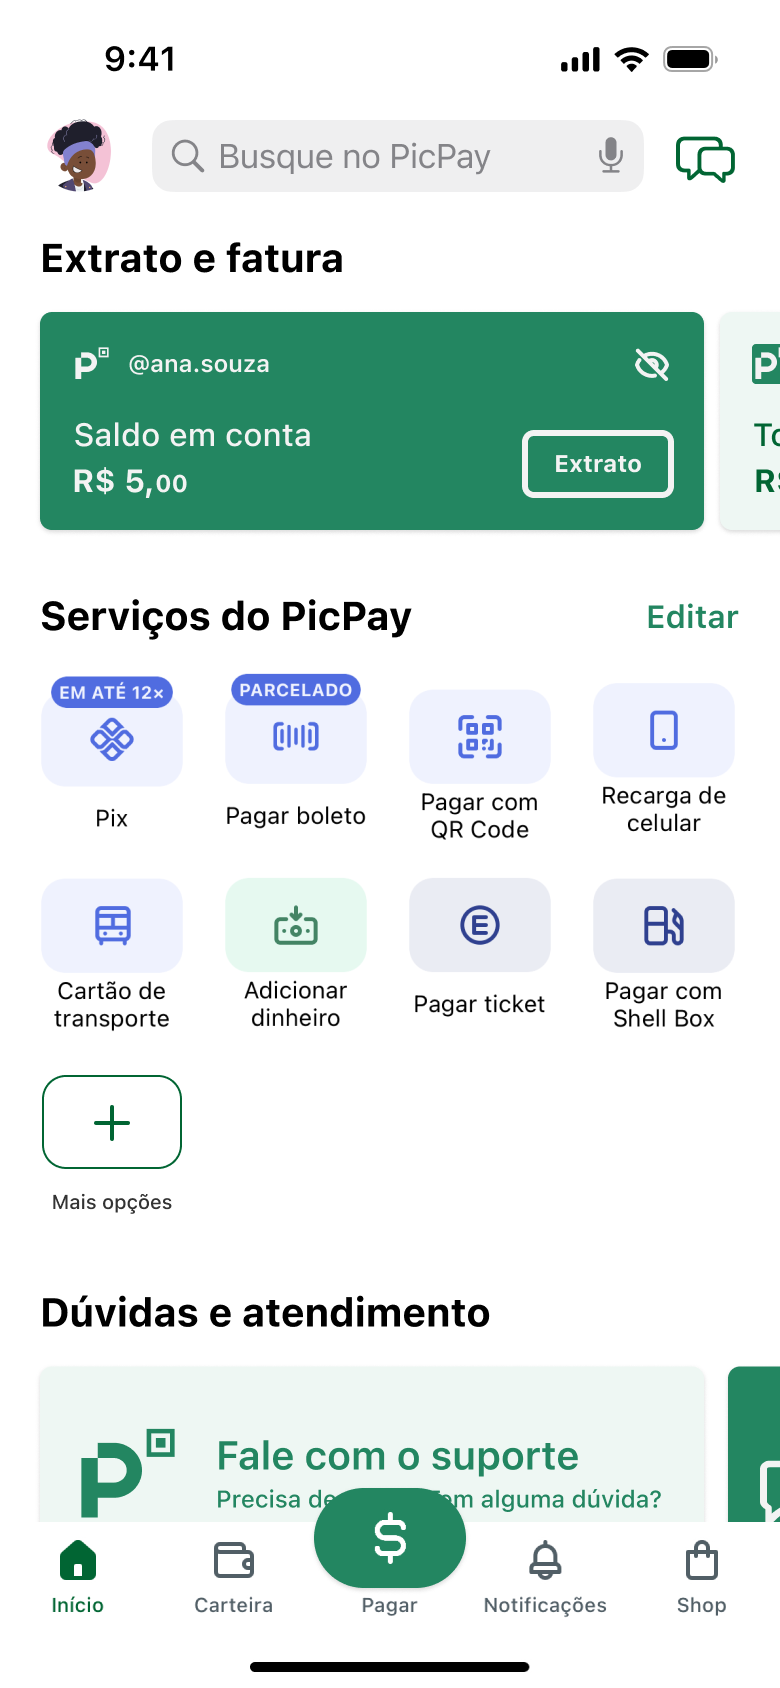 9:41
Busque no PicPay
Extrato e fatura
@ana.souza
Saldo em conta
R$ 5,00
Extrato
Serviços do PicPay
Editar
EM ATÉ 12x
PARCELADO
Pix
Pagar boleto
Pagar com
QR Code
Recarga de
celular
Cartão de
transporte
Adicionar
dinheiro
Pagar ticket
Pagar com
Shell Box
Mais opções
Dúvidas e atendimento
Fale com o suporte
Precisa de
alguma dúvida?
Início
Carteira
Pagar
Notificações
Shop